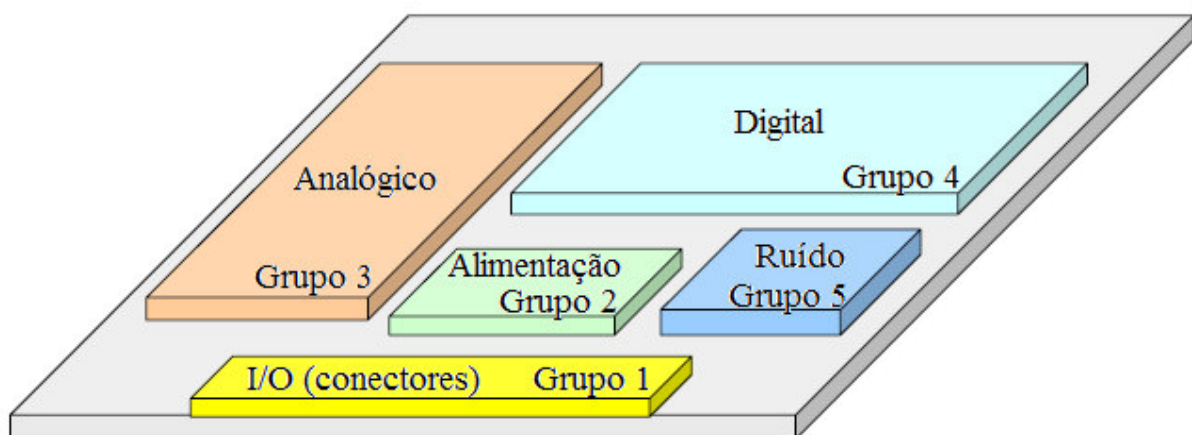 Analógico
Grupo 3
Digital
Grupo 4
Alimentação
Grupo 2
Ruído
Grupo 5
I/O (conectores) Grupo 1